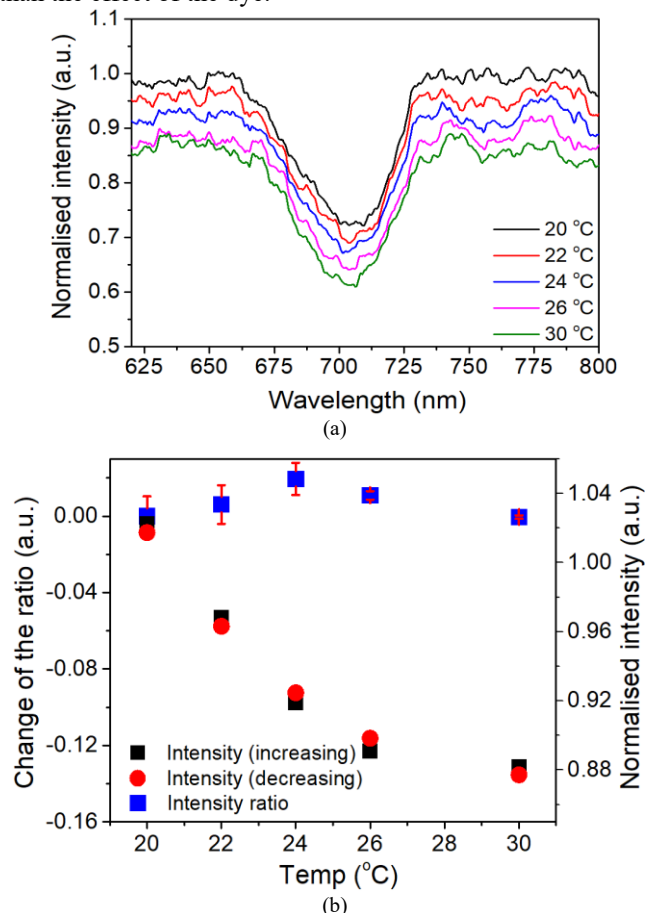 than the effect of the dye.
1.1
1.0
0.9
0.8
0.7
0.6
0.5
Normalised intensity (a.u.)
20 °C
22 °C
24 °C
26 °C
30 °C
625 650 675 700 725 750 775 800
Wavelength (nm)
(a)
0.00
-0.04
-0.08
-0.12
-0.16
Change of the ratio (a.u.)
1.04
1.00
0.96
0.92
0.88
Normalised intensity (a.u.)
Intensity (increasing)
Intensity (decreasing)
Intensity ratio
20 22 24 26 28 30
Temp (°C)
(b)